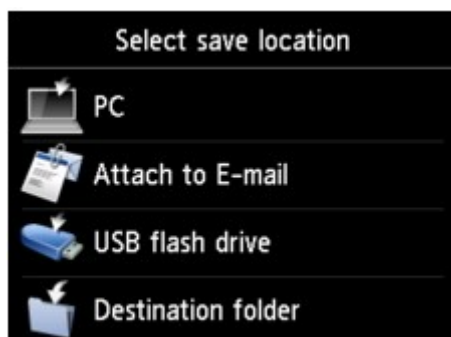 Select save location
PC
Attach to E-mail
USB flash drive
Destination folder